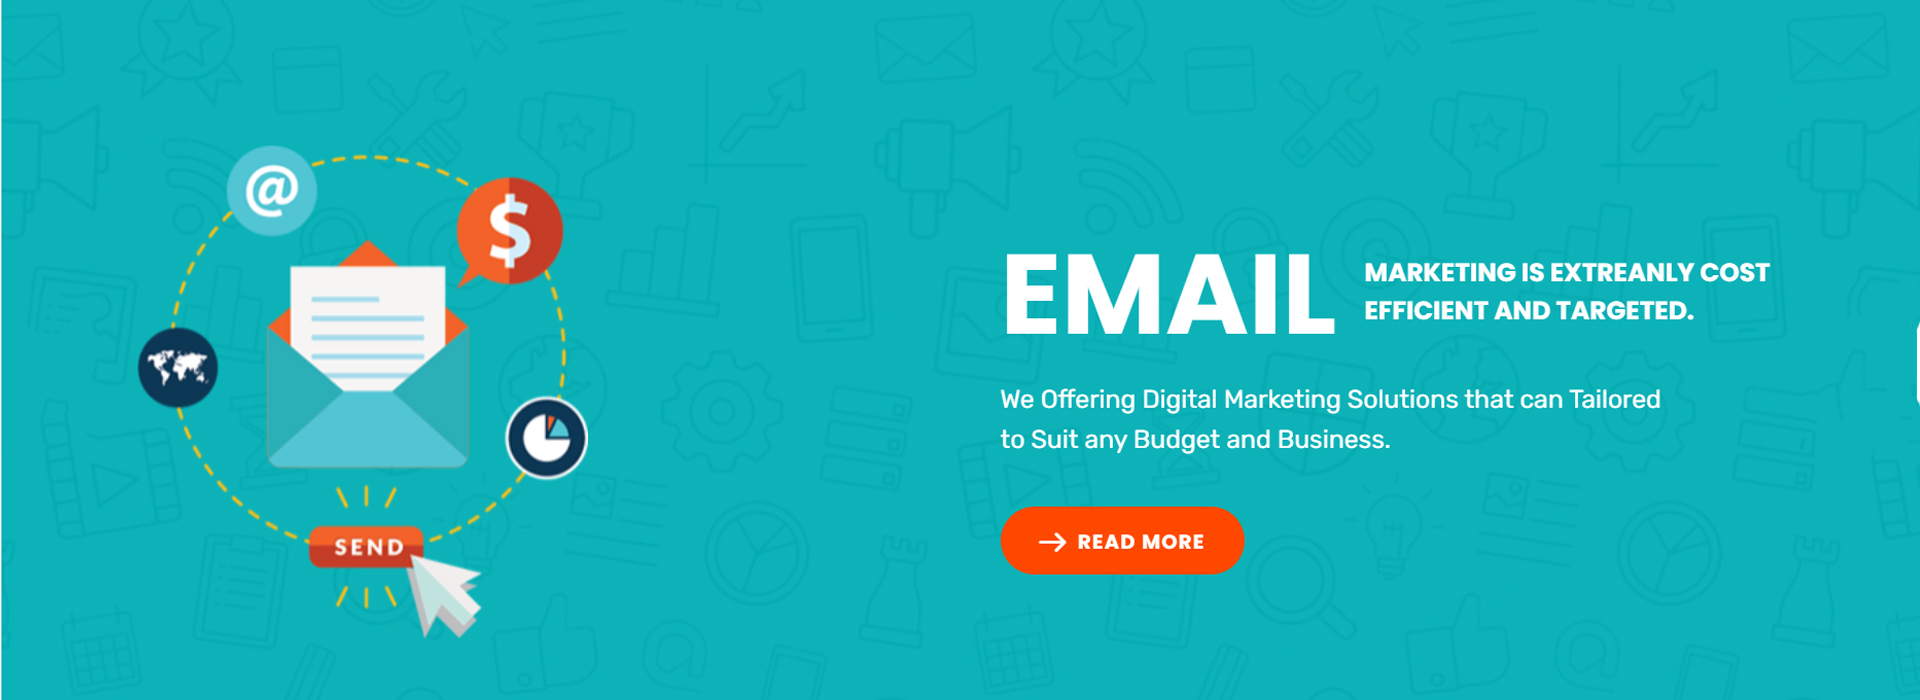 @
$
SEND
EMAIL
MARKETING IS EXTREANLY COST
EFFICIENT AND TARGETED.
We Offering Digital Marketing Solutions that can Tailored
to Suit any Budget and Business.
READ MORE